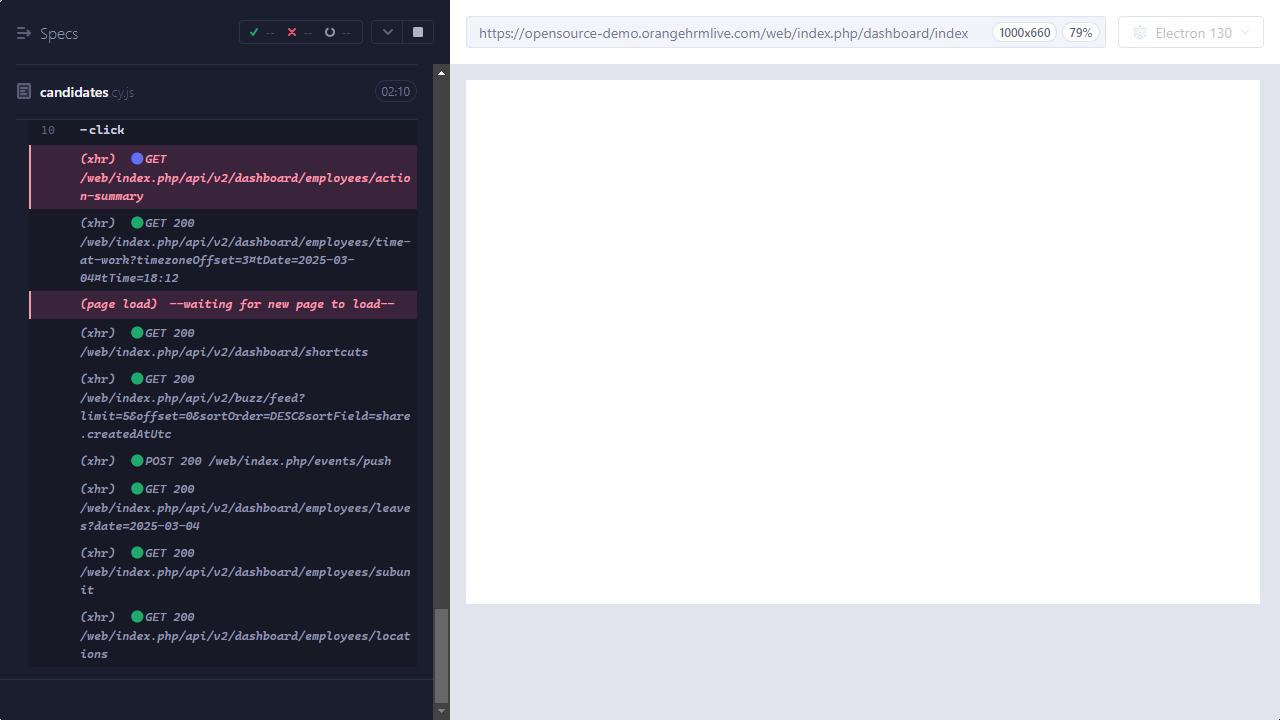 Specs
-- -- --
candidates cy.js
02:10
10 -click
(xhr) GET
/web/index.php/api/v2/dashboard/employees/actio
n-summary
(xhr) GET 200
/web/index.php/api/v2/dashboard/employees/time-
at-work?timezoneOffset=3¤tDate=2025-03-
04¤tTime=18:12
(page load) --waiting for new page to load--
(xhr) GET 200
/web/index.php/api/v2/dashboard/shortcuts
(xhr) GET 200
/web/index.php/api/v2/buzz/feed?
limit=5&offset=0&sortOrder=DESC&sortField=share
.createdAtUtc
(xhr) POST 200 /web/index.php/events/push
(xhr) GET 200
/web/index.php/api/v2/dashboard/employees/leave
s?date=2025-03-04
(xhr) GET 200
/web/index.php/api/v2/dashboard/employees/subun
it
(xhr) GET 200
/web/index.php/api/v2/dashboard/employees/locat
ions
https://opensource-demo.orangehrmlive.com/web/index.php/dashboard/index
1000x660
79%
Electron 130